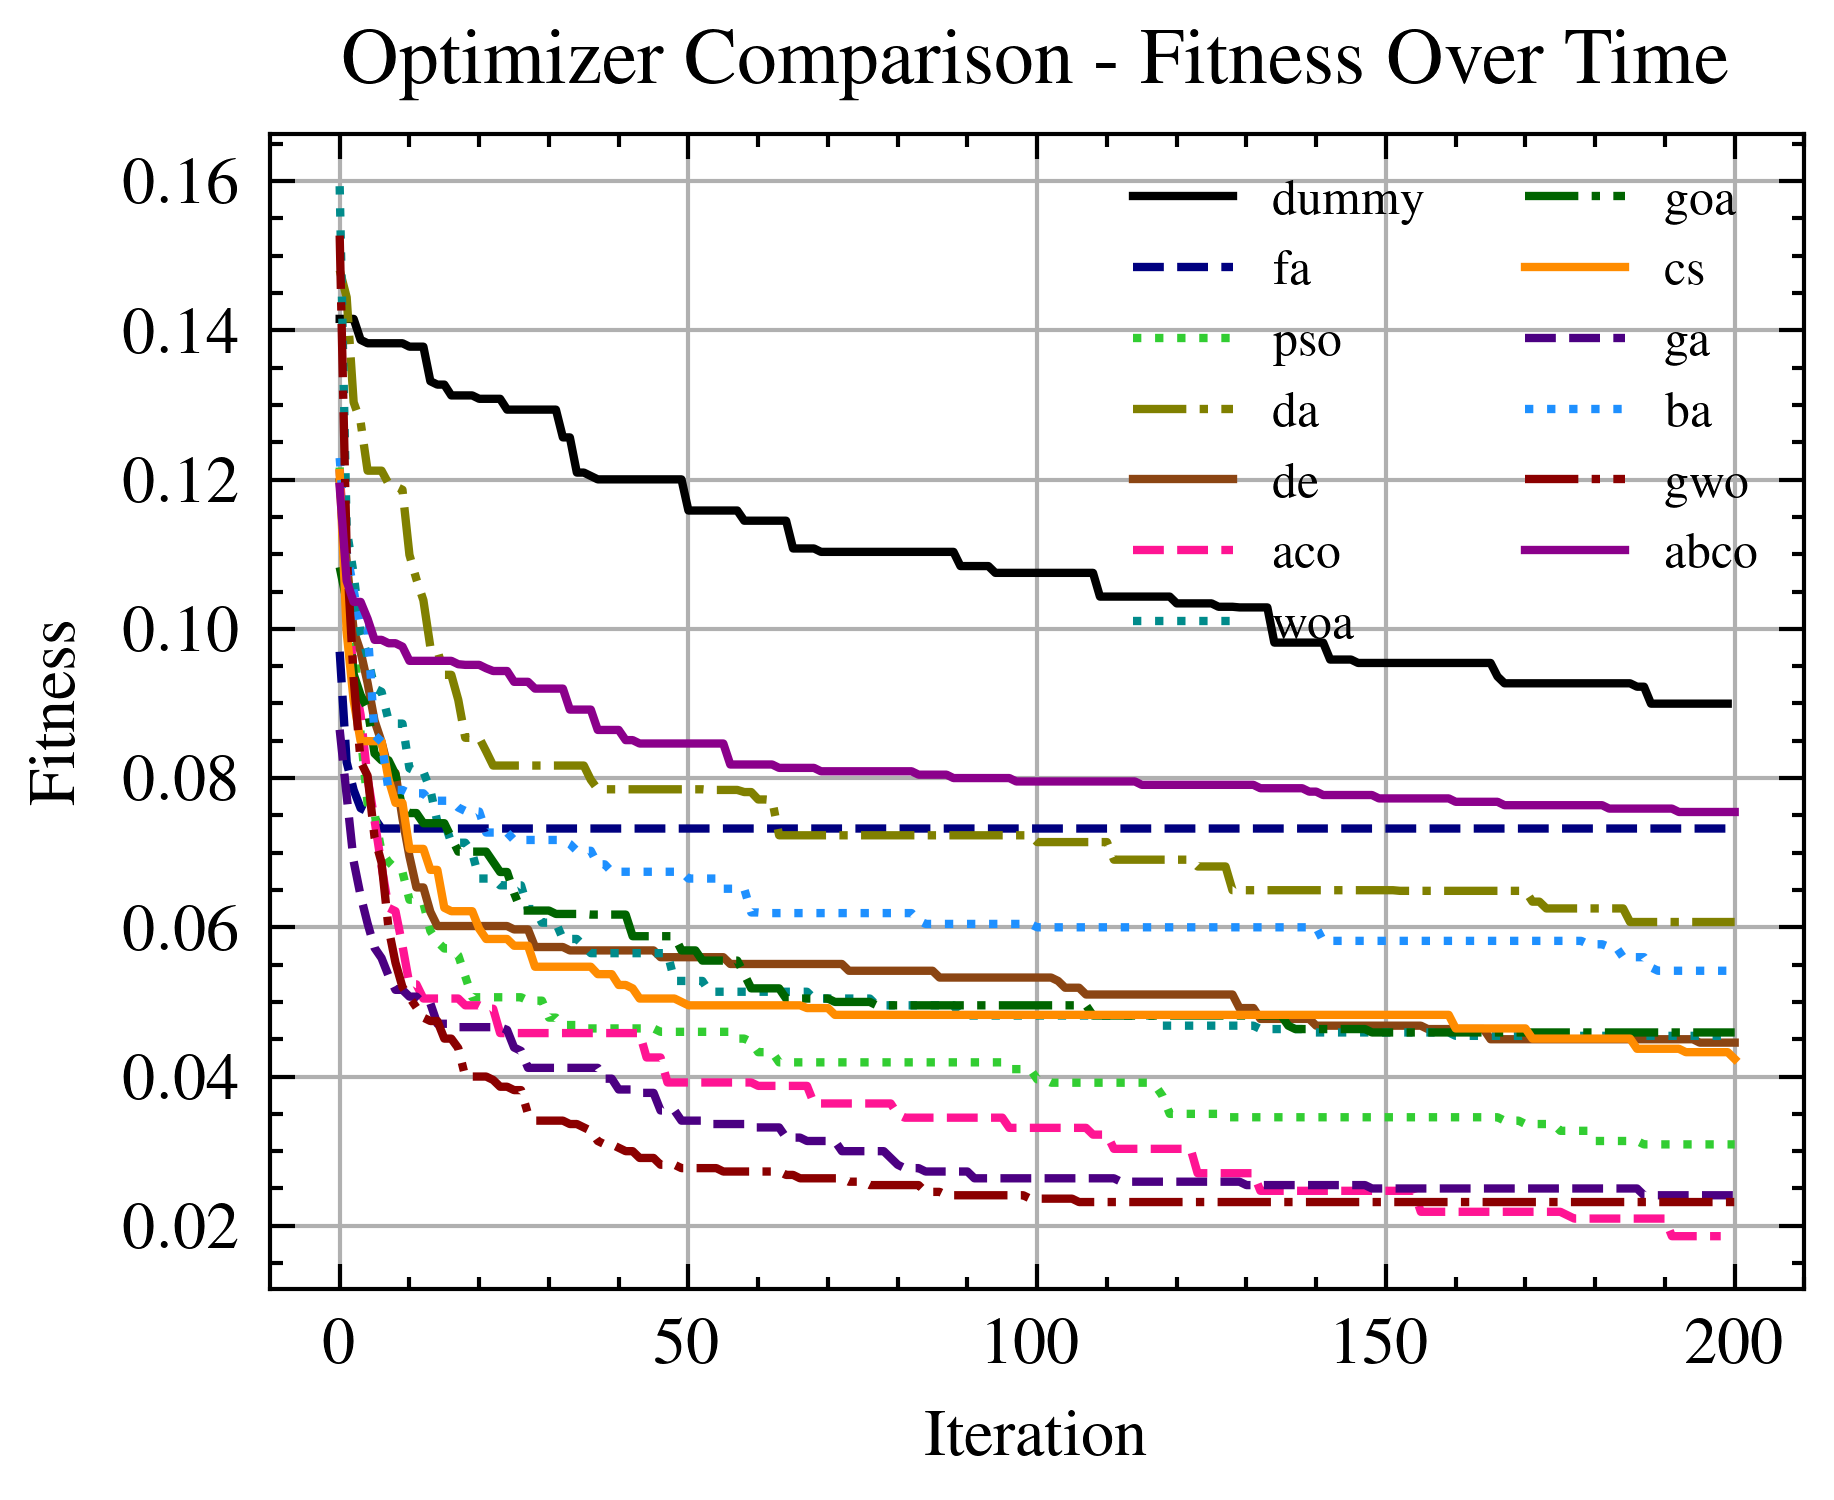 Optimizer Comparison - Fitness Over Time
0.16
0.14
0.12
0.10
0.08
0.06
0.04
0.02
Fitness
dummy
fa
pso
da
de
aco
woa
goa
cs
ga
ba
gwo
abco
0 50 100 150 200
Iteration